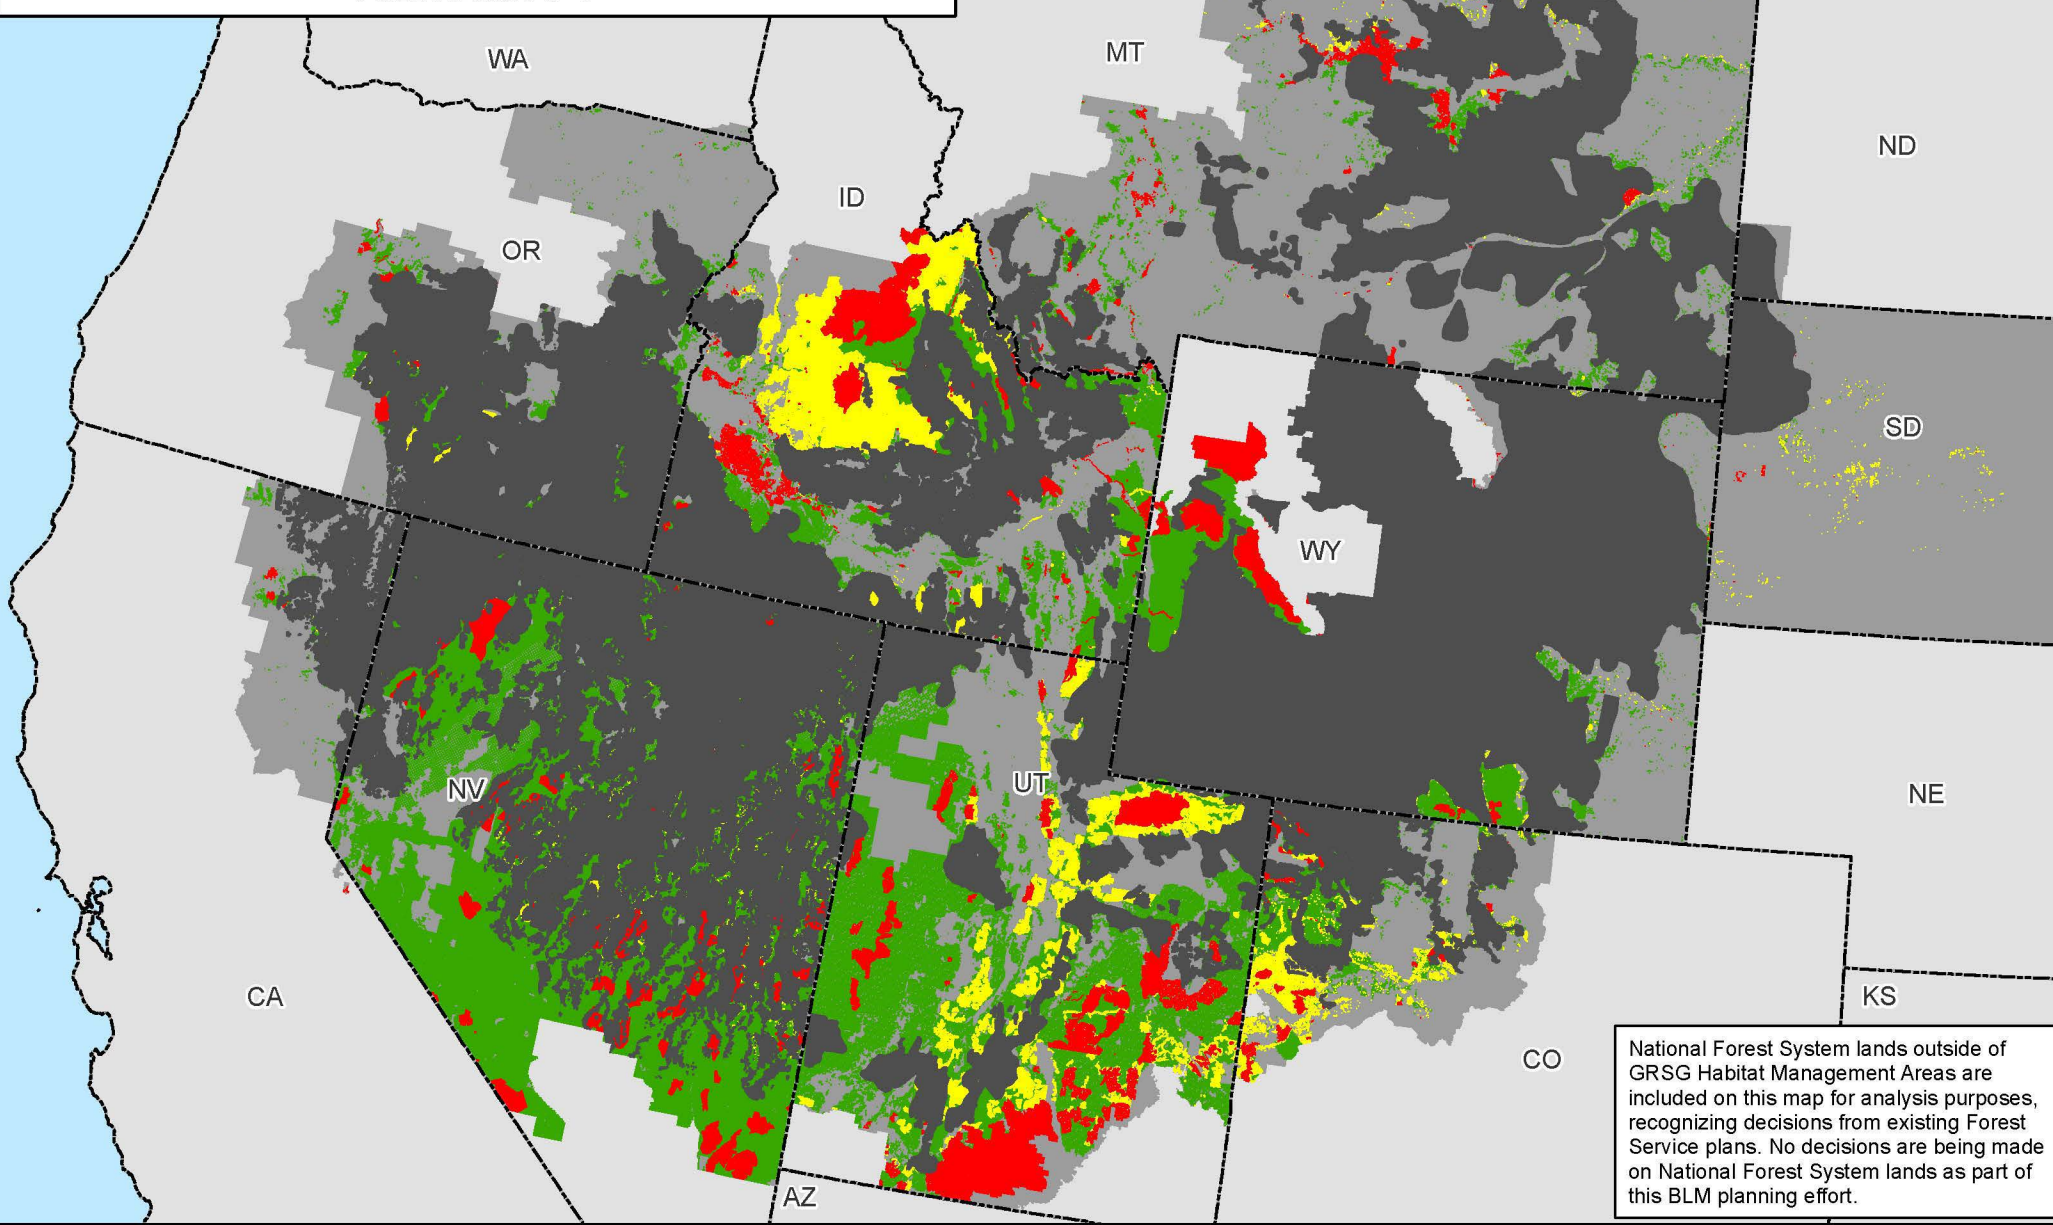 WA
MT
ND
ID
OR
SD
WY
UT
NV
NE
CA
KS
CO
AZ
National Forest System lands outside of
GRSG Habitat Management Areas are
included on this map for analysis purposes,
recognizing decisions from existing Forest
Service plans. No decisions are being made
on National Forest System lands as part of
this BLM planning effort.